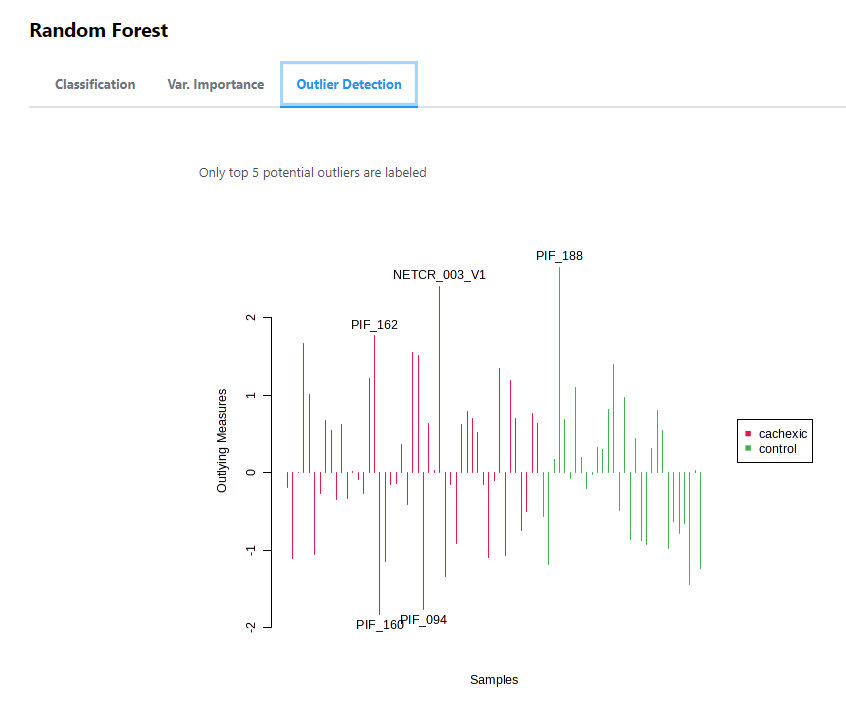 Random Forest
Classification Var. Importance Outlier Detection
Only top 5 potential outliers are labeled
PIF_188
NETCR_003_V1
PIF_162
2
1
0
-1
-2
Outlying Measures
cachexic
control
PIF_160
PIF_094
Samples